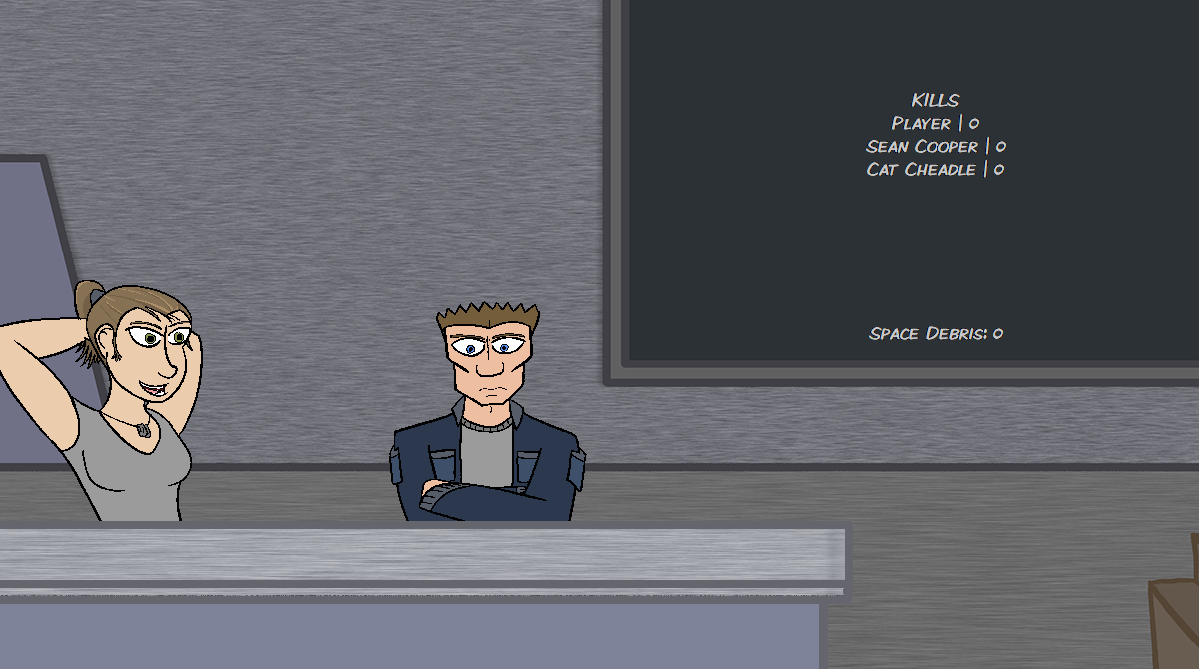 KILLS
PLAYER | 0
SEAN COOPER | 0
CAT CHEADLE | 0
SPACE DEBRIS: 0